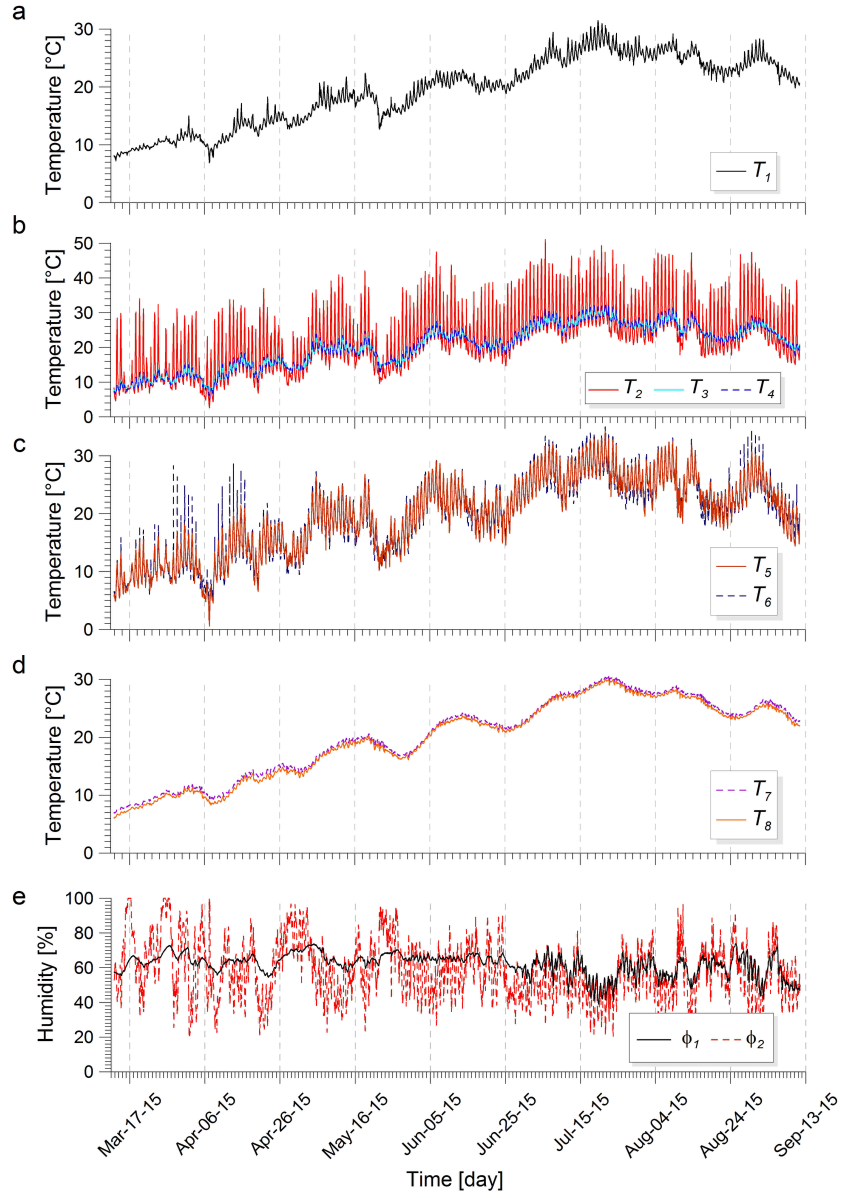 a
Temperature [°C]
30
20
10
0
T1
b
Temperature [°C]
50
40
30
20
10
0
T2 T3 T4
c
Temperature [°C]
30
20
10
0
T5
T6
d
Temperature [°C]
30
20
10
0
T7
T8
e
Humidity [%]
100
80
60
40
20
0
ϕ1 ϕ2
Mar-17-15 Apr-06-15 Apr-26-15 May-16-15 Jun-05-15 Jun-25-15 Jul-15-15 Aug-04-15 Aug-24-15 Sep-13-15
Time [day]